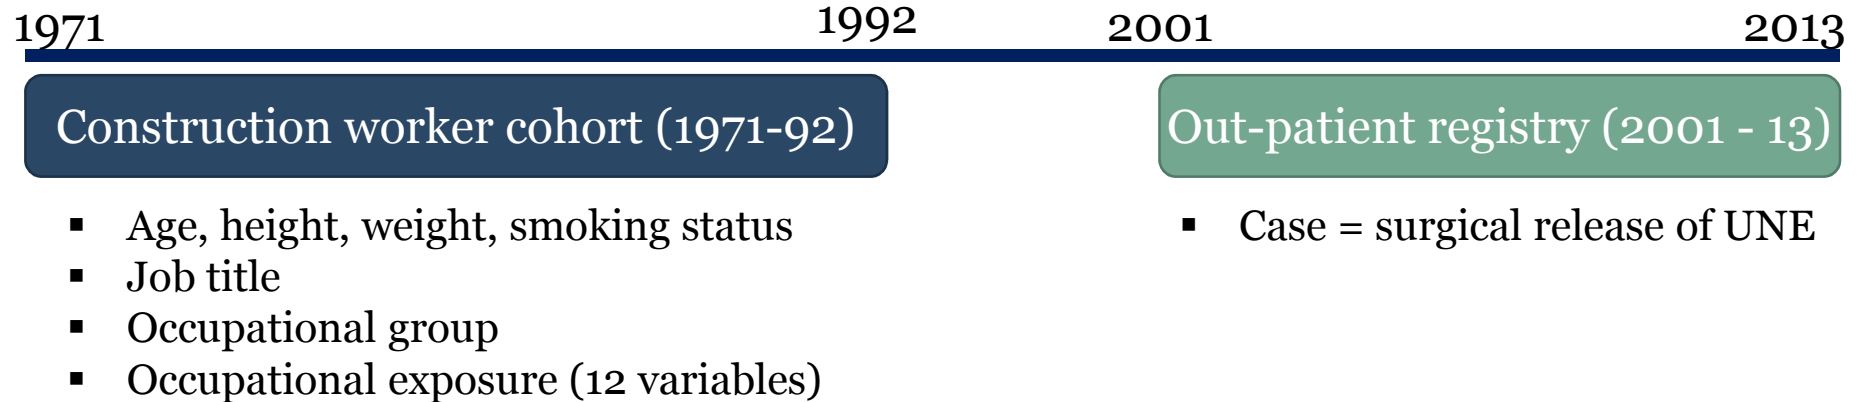 1971 1992 2001 2013
Construction worker cohort (1971-92)
Out-patient registry (2001 - 13)
▪ Age, height, weight, smoking status
▪ Job title
▪ Occupational group
▪ Occupational exposure (12 variables)
▪ Case = surgical release of UNE